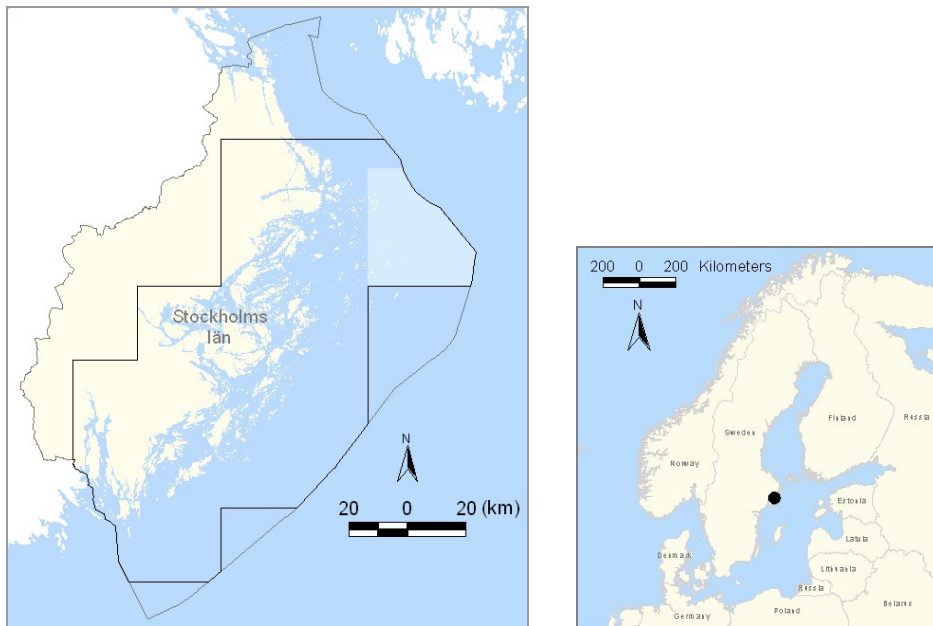 Stockholms
län
N
20 0 20 (km)
200 0 200 Kilometers
N
Finland
Russia
Sweden
Norway
Estonia
Latvia
Denmark
Lithuania
Russia
Belarus
Germany
Poland